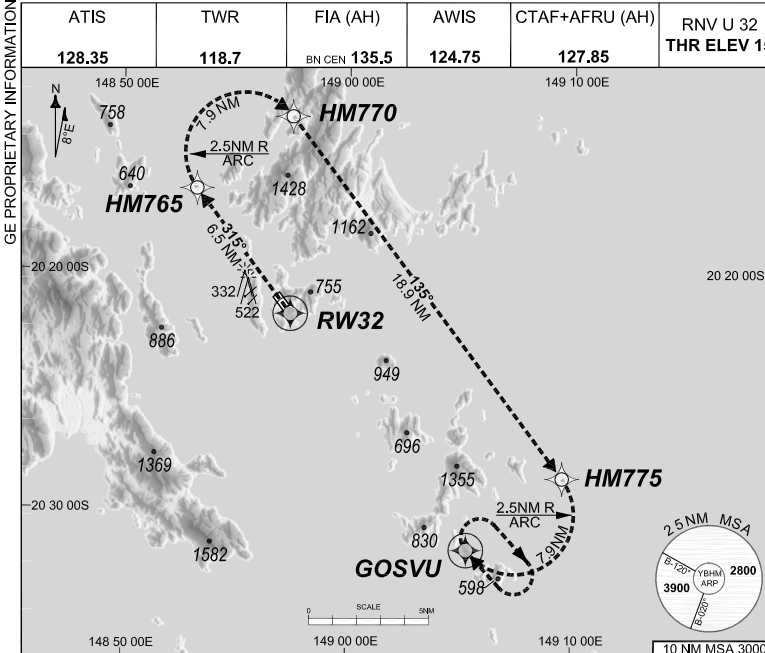 GE PROPRIETARY INFORMATION
ATIS
128.35
TWR
118.7
FIA (AH)
BN CEN 135.5
AWIS
124.75
CTAF+AFRU (AH)
127.85
RNV U 32
THR ELEV 15
148 50 00E
149 00 00E
149 10 00E
N
8°E
758
7.9 NM
HM770
2.5NM R
ARC
640
HM765
1428
1162
315°
6.5 NM
135°
18.9 NM
20 20 00S
20 20 00S
332
522
755
RW32
886
949
696
1369
1355
HM775
20 30 00S
2.5NM R
ARC
830
7.9NM
1582
GOSVU
598
25 NM MSA
B-120°
YBHM
ARP
2800
3900
B-020°
0
SCALE
5NM
148 50 00E
149 00 00E
149 10 00E
10 NM MSA 3000